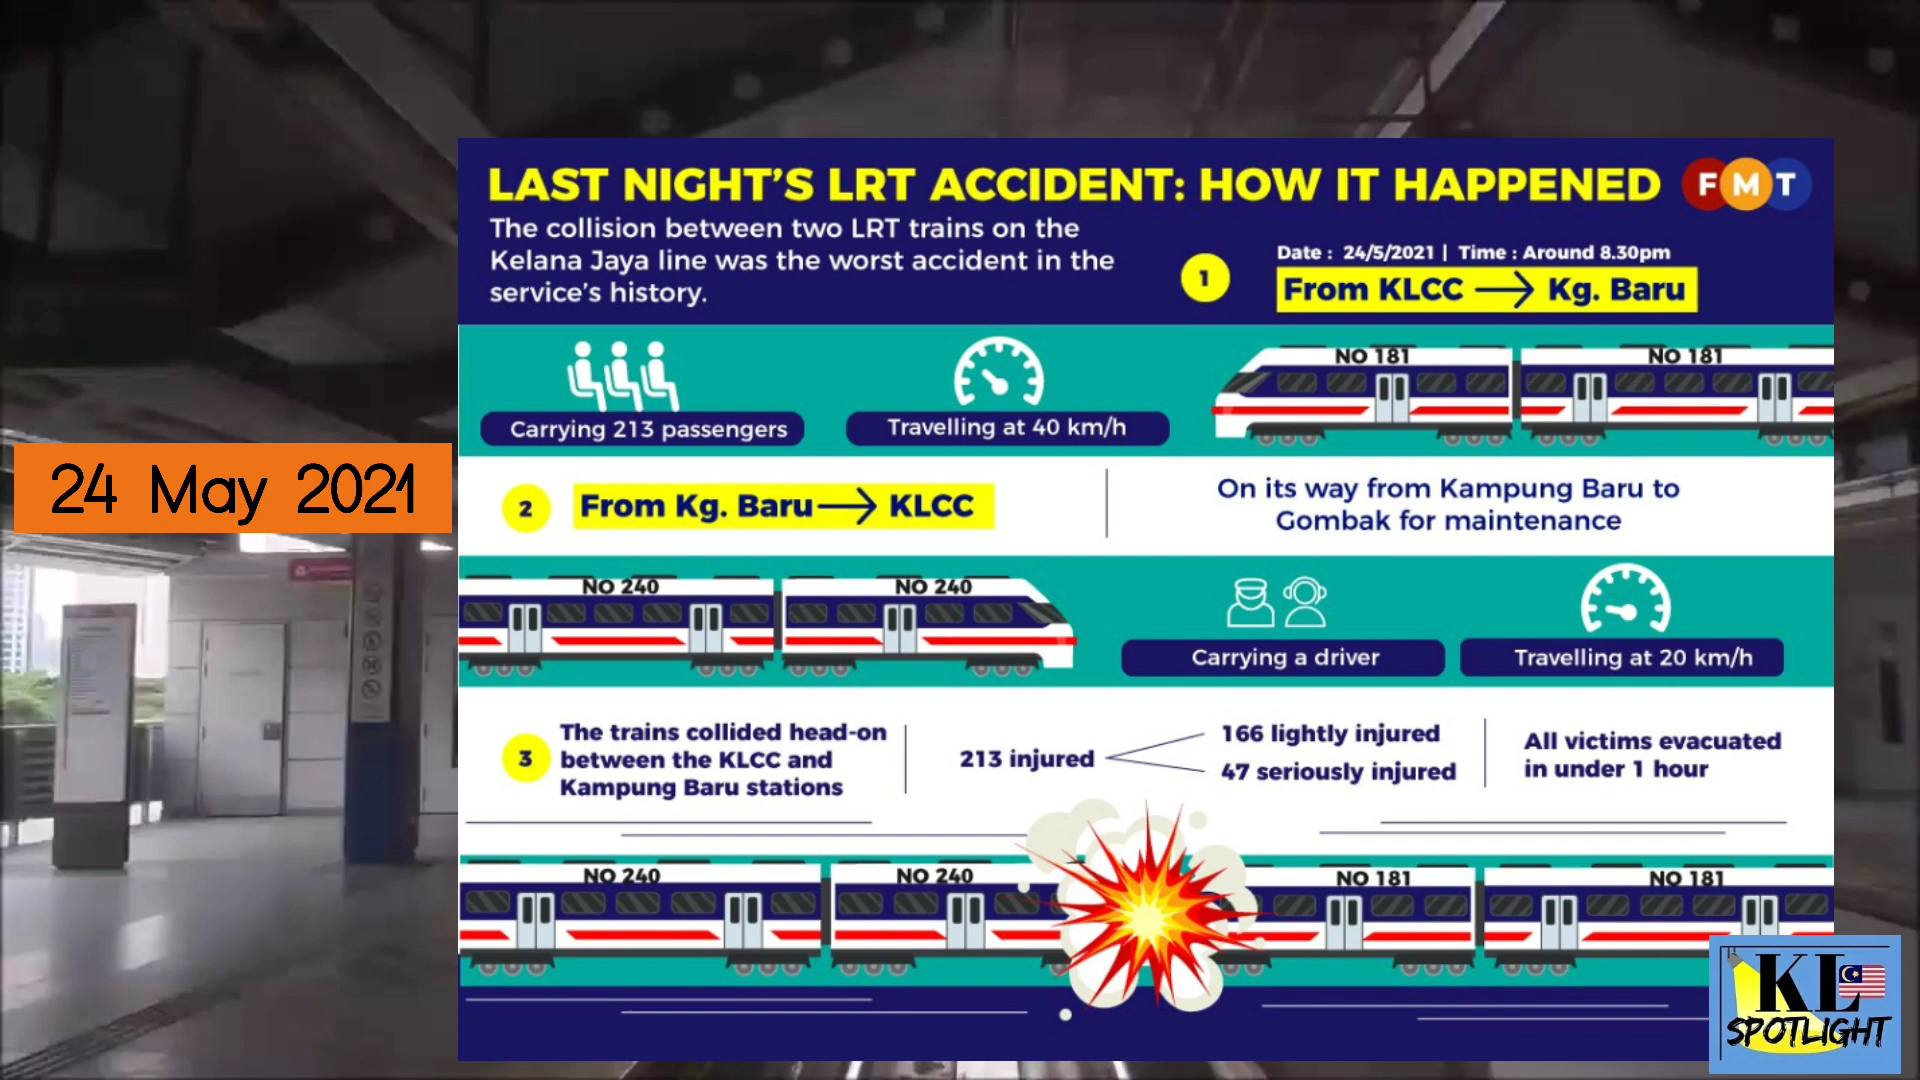 LAST NIGHT'S LRT ACCIDENT: HOW IT HAPPENED
FMT
The collision between two LRT trains on the
Kelana Jaya line was the worst accident in the
service's history.
1
Date : 24/5/2021 | Time : Around 8.30pm
From KLCC → Kg. Baru
NO 181
NO 181
Carrying 213 passengers
Travelling at 40 km/h
24 May 2021
2
From Kg. Baru → KLCC
On its way from Kampung Baru to
Gombak for maintenance
NO 240
NO 240
Carrying a driver
Travelling at 20 km/h
3
The trains collided head-on
between the KLCC and
Kampung Baru stations
213 injured
166 lightly injured
47 seriously injured
All victims evacuated
in under 1 hour
NO 240
NO 240
NO 181
NO 181
KL
SPOTLIGHT